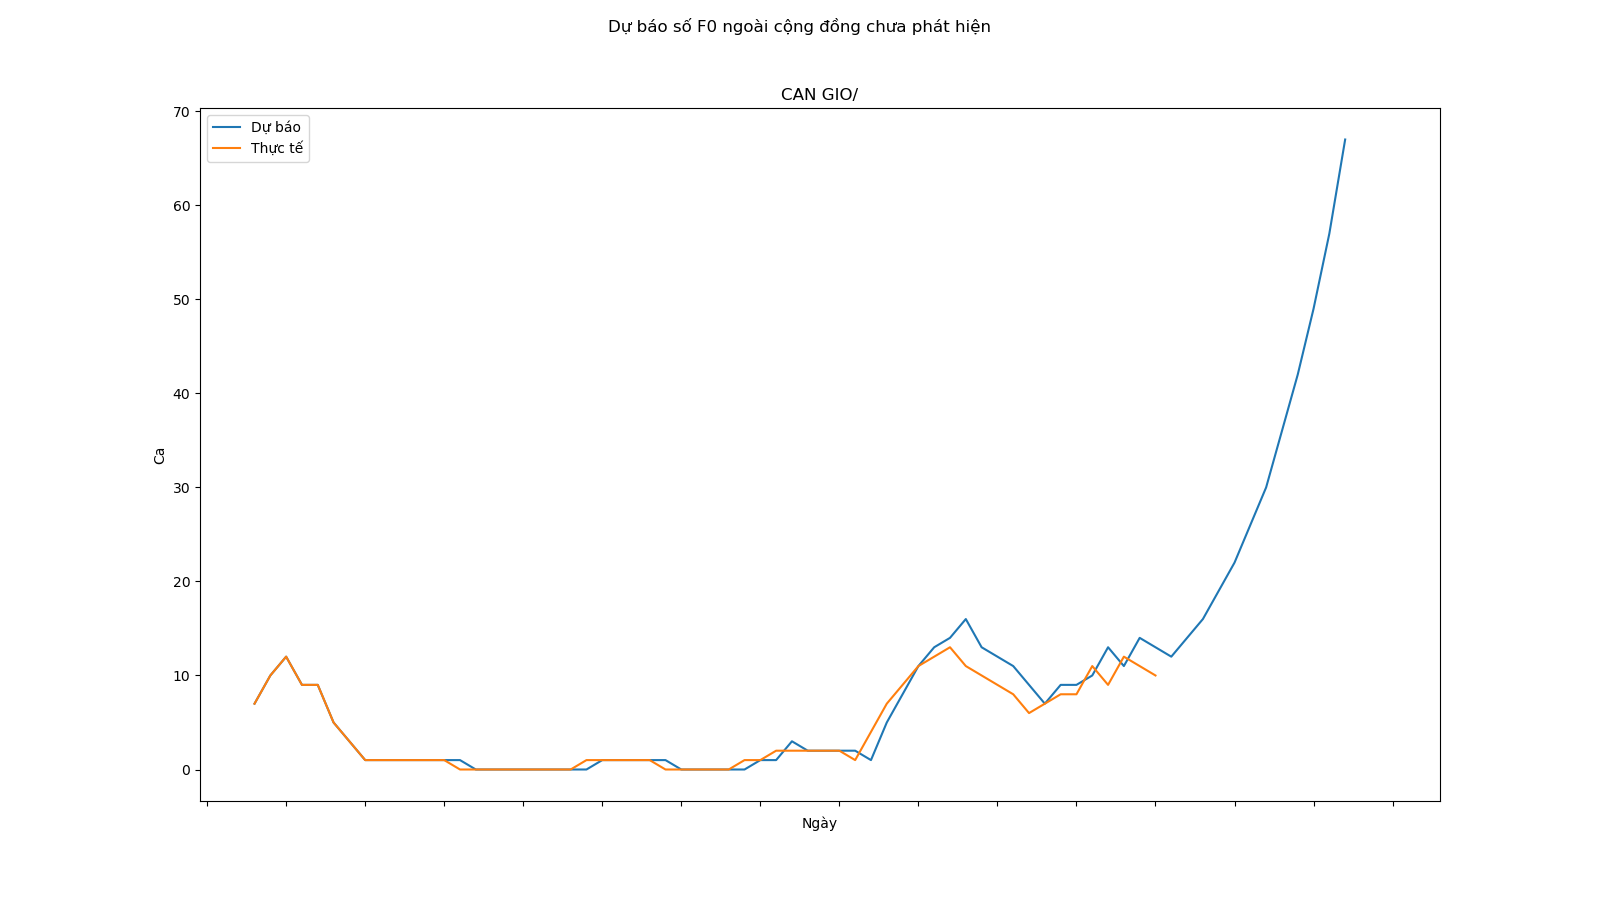 Dự báo số F0 ngoài cộng đồng chưa phát hiện
CAN GIO/
70
60
50
40
30
20
10
0
Ca
Dự báo
Thực tế
Ngày